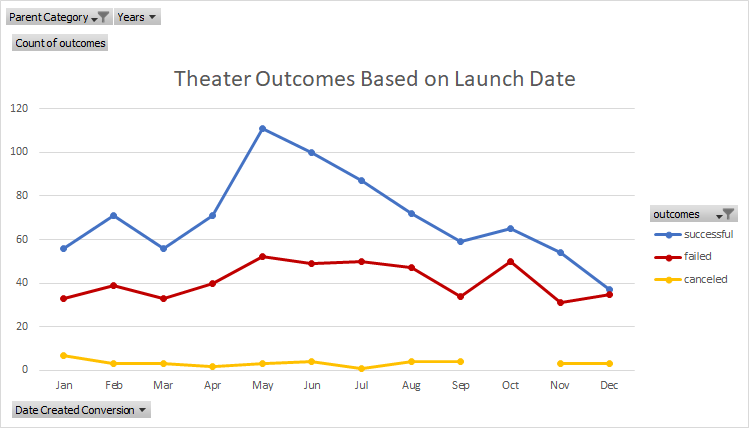 Parent Category Years
Count of outcomes
Theater Outcomes Based on Launch Date
120
100
80
60
40
20
0
Jan Feb Mar Apr May Jun Jul Aug Sep Oct Nov Dec
outcomes
successful
failed
canceled
Date Created Conversion